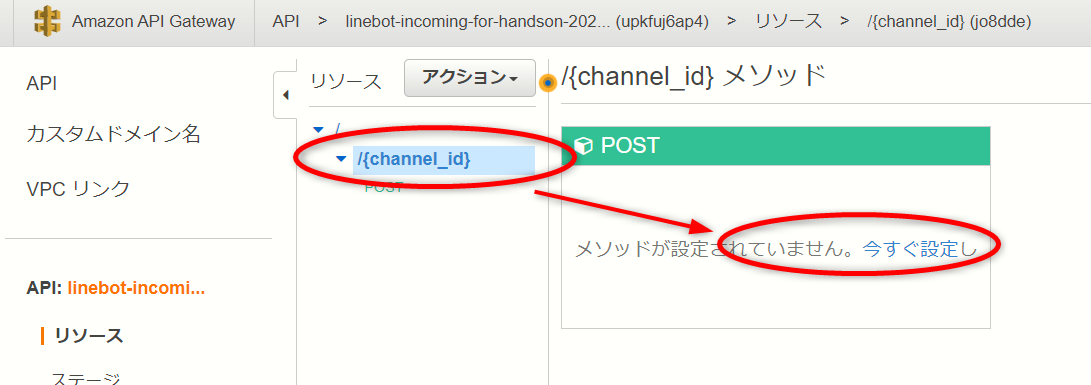 Amazon API Gateway API > linebot-incoming-for-handson-202... (upkfuj6ap4) > リソース > /{channel_id} (jo8dde)
API
カスタムドメイン名
VPC リンク
API: linebot-incomi...
リソース
ステージ
リソース アクション
/
/{channel_id}
POST
/{channel_id} メソッド
POST
メソッドが設定されていません。今すぐ設定し